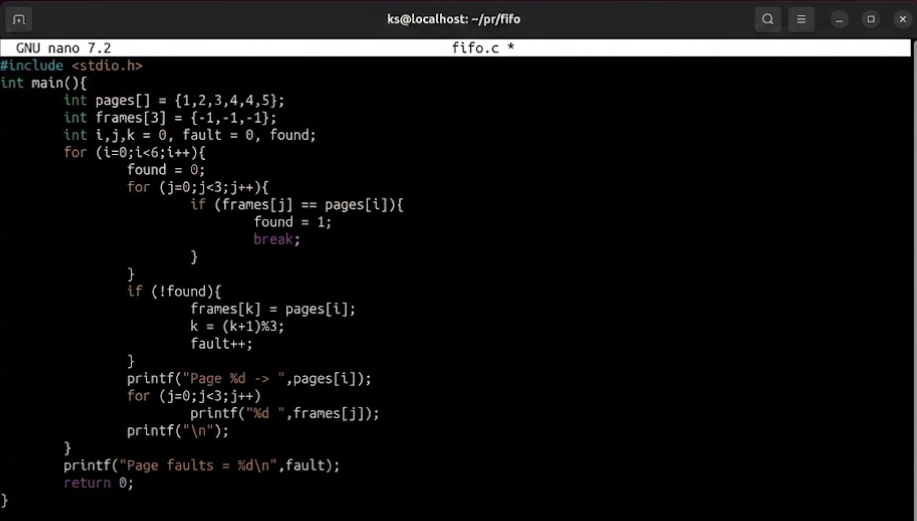 ks@localhost: ~/pr/fifo
GNU nano 7.2 fifo.c *
#include <stdio.h>
int main(){
        int pages[] = {1,2,3,4,4,5};
        int frames[3] = {-1,-1,-1};
        int i,j,k = 0, fault = 0, found;
        for (i=0;i<6;i++){
                found = 0;
                for (j=0;j<3;j++){
                        if (frames[j] == pages[i]){
                                found = 1;
                                break;
                        }
                }
                if (!found){
                        frames[k] = pages[i];
                        k = (k+1)%3;
                        fault++;
                }
                printf("Page %d -> ",pages[i]);
                for (j=0;j<3;j++)
                        printf("%d ",frames[j]);
                printf("\n");
        }
        printf("Page faults = %d\n",fault);
        return 0;
}